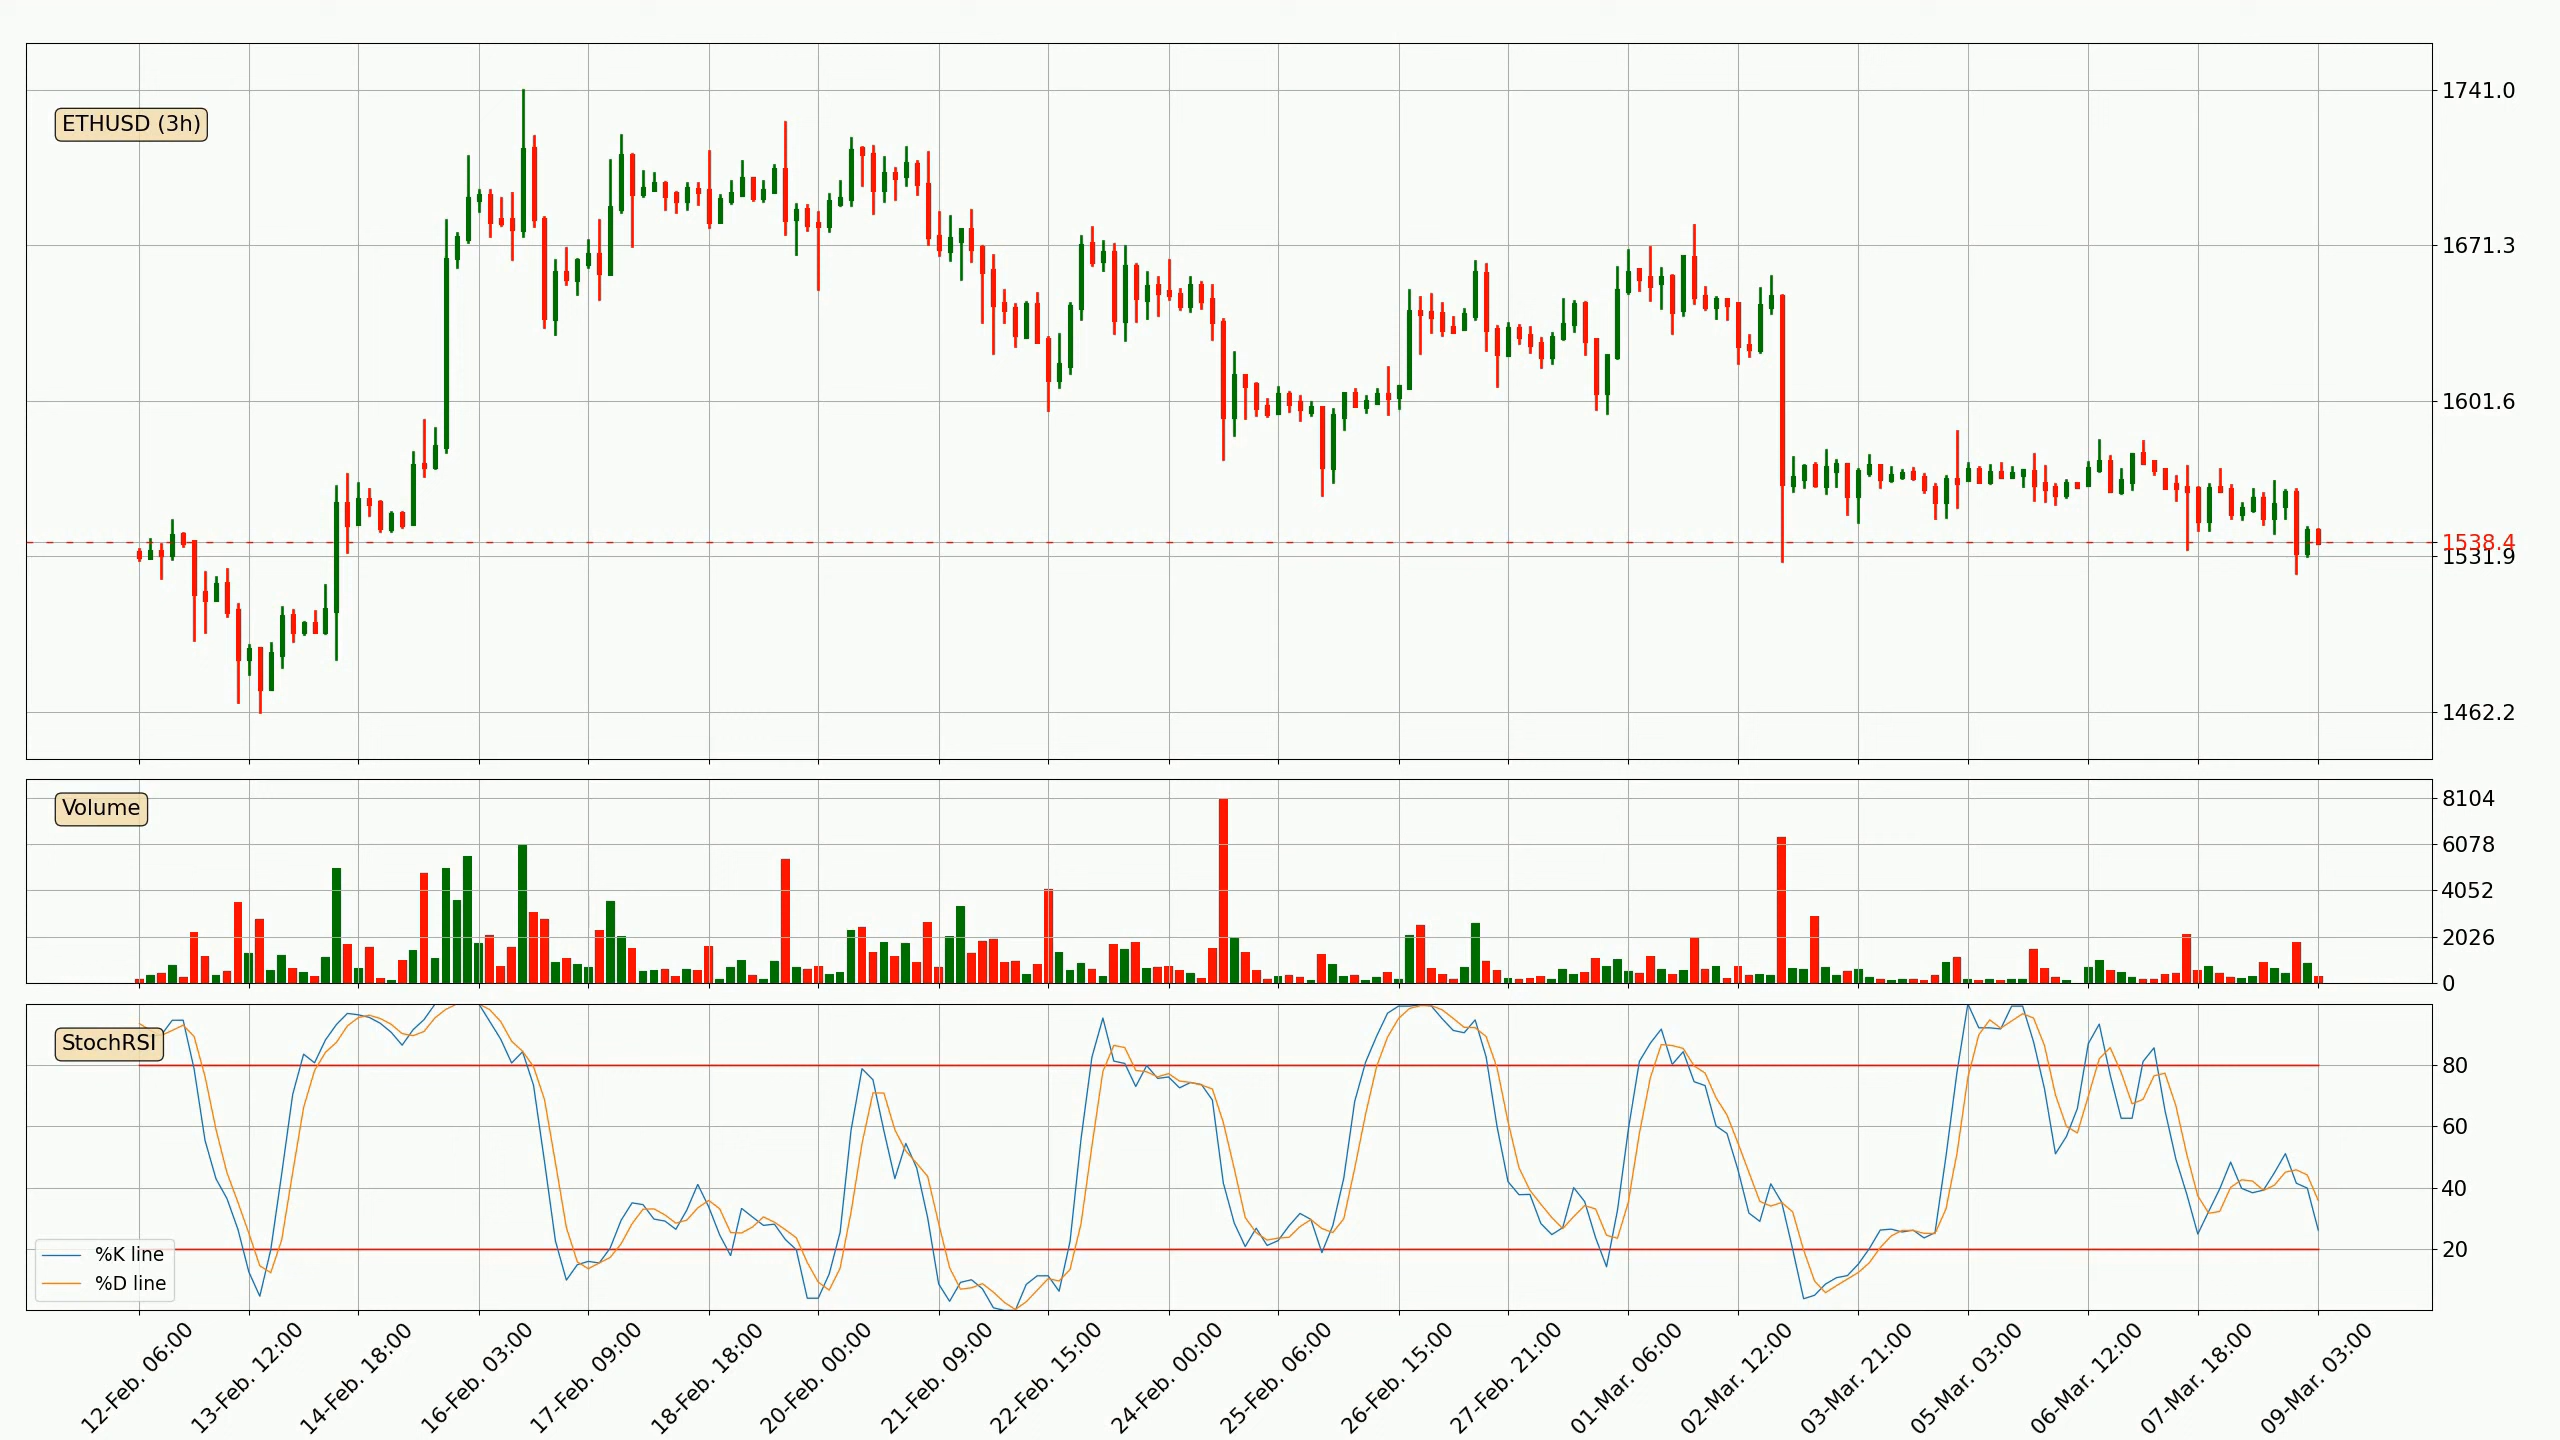 ETHUSD (3h)
1741.0
1671.3
1601.6
1538.4
1531.9
1462.2
Volume
8104
6078
4052
2026
0
StochRSI
80
60
40
20
%K line
%D line
12-Feb. 06:00
13-Feb. 12:00
14-Feb. 18:00
16-Feb. 03:00
17-Feb. 09:00
18-Feb. 18:00
20-Feb. 00:00
21-Feb. 09:00
22-Feb. 15:00
24-Feb. 00:00
25-Feb. 06:00
26-Feb. 15:00
27-Feb. 21:00
01-Mar. 06:00
02-Mar. 12:00
03-Mar. 21:00
05-Mar. 03:00
06-Mar. 12:00
07-Mar. 18:00
09-Mar. 03:00